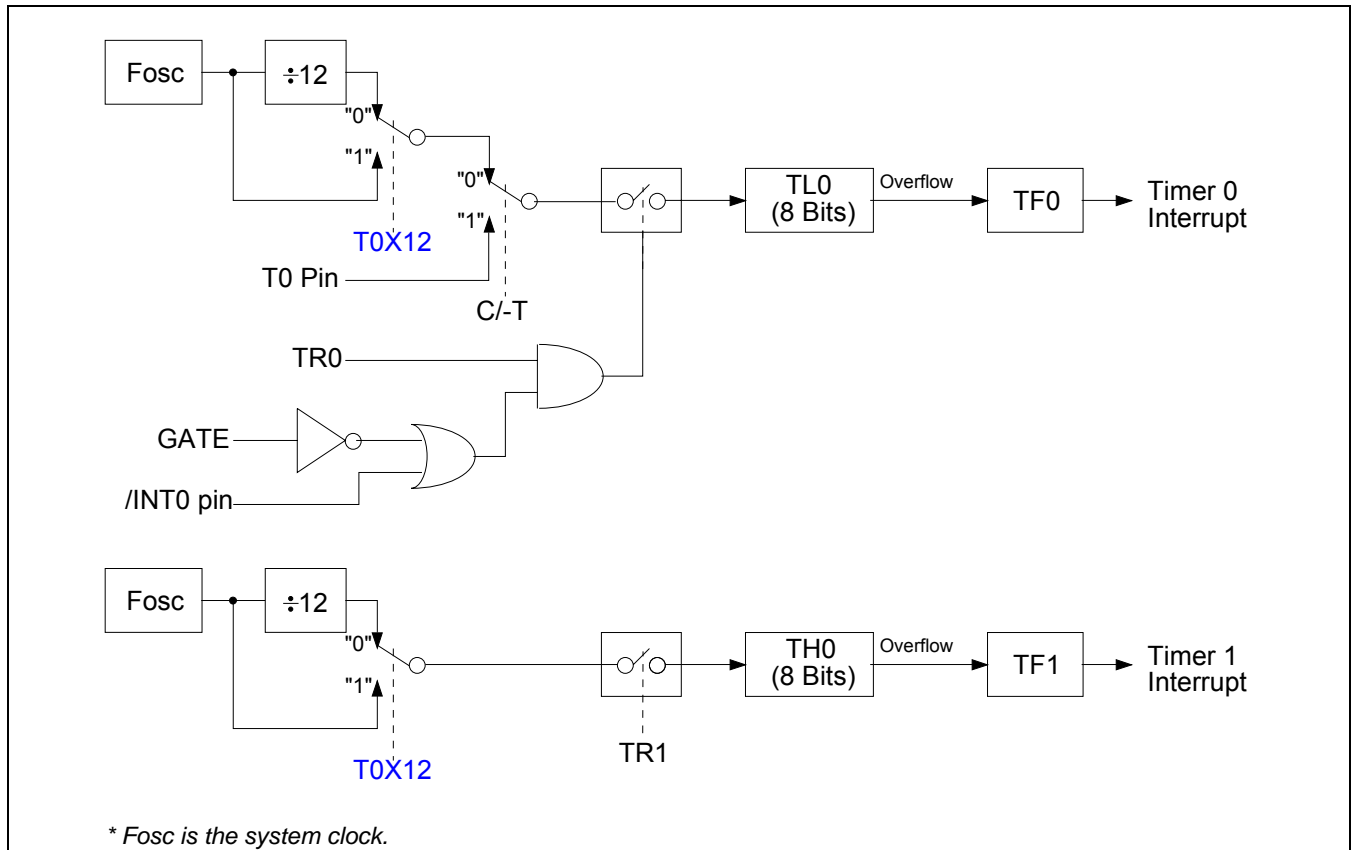 Fosc
÷12
"0"
"1"
T0X12
"0"
"1"
T0 Pin
C/-T
TL0
(8 Bits)
Overflow
TF0
Timer 0
Interrupt
TR0
GATE
/INT0 pin
Fosc
÷12
"0"
"1"
T0X12
TR1
TH0
(8 Bits)
Overflow
TF1
Timer 1
Interrupt
* Fosc is the system clock.